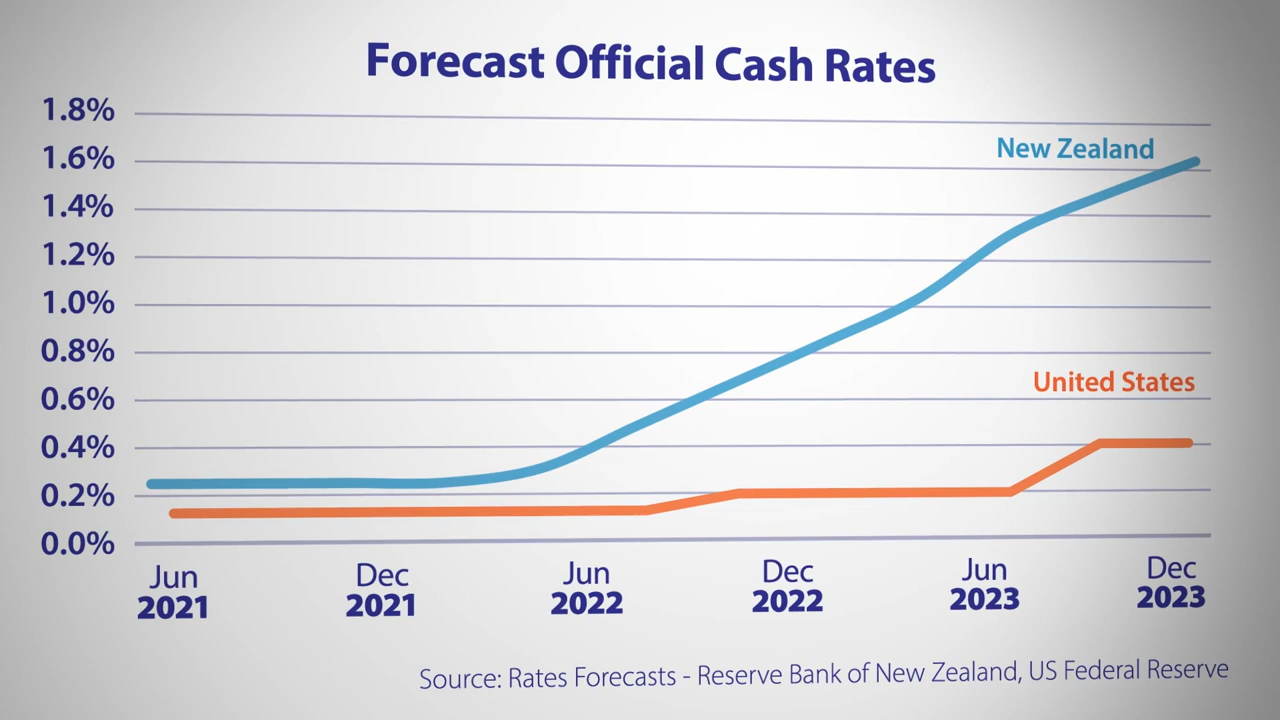 Forecast Official Cash Rates
1.8%
1.6%
1.4%
1.2%
1.0%
0.8%
0.6%
0.4%
0.2%
0.0%
New Zealand
United States
Jun 2021
Dec 2021
Jun 2022
Dec 2022
Jun 2023
Dec 2023
Source: Rates Forecasts - Reserve Bank of New Zealand, US Federal Reserve